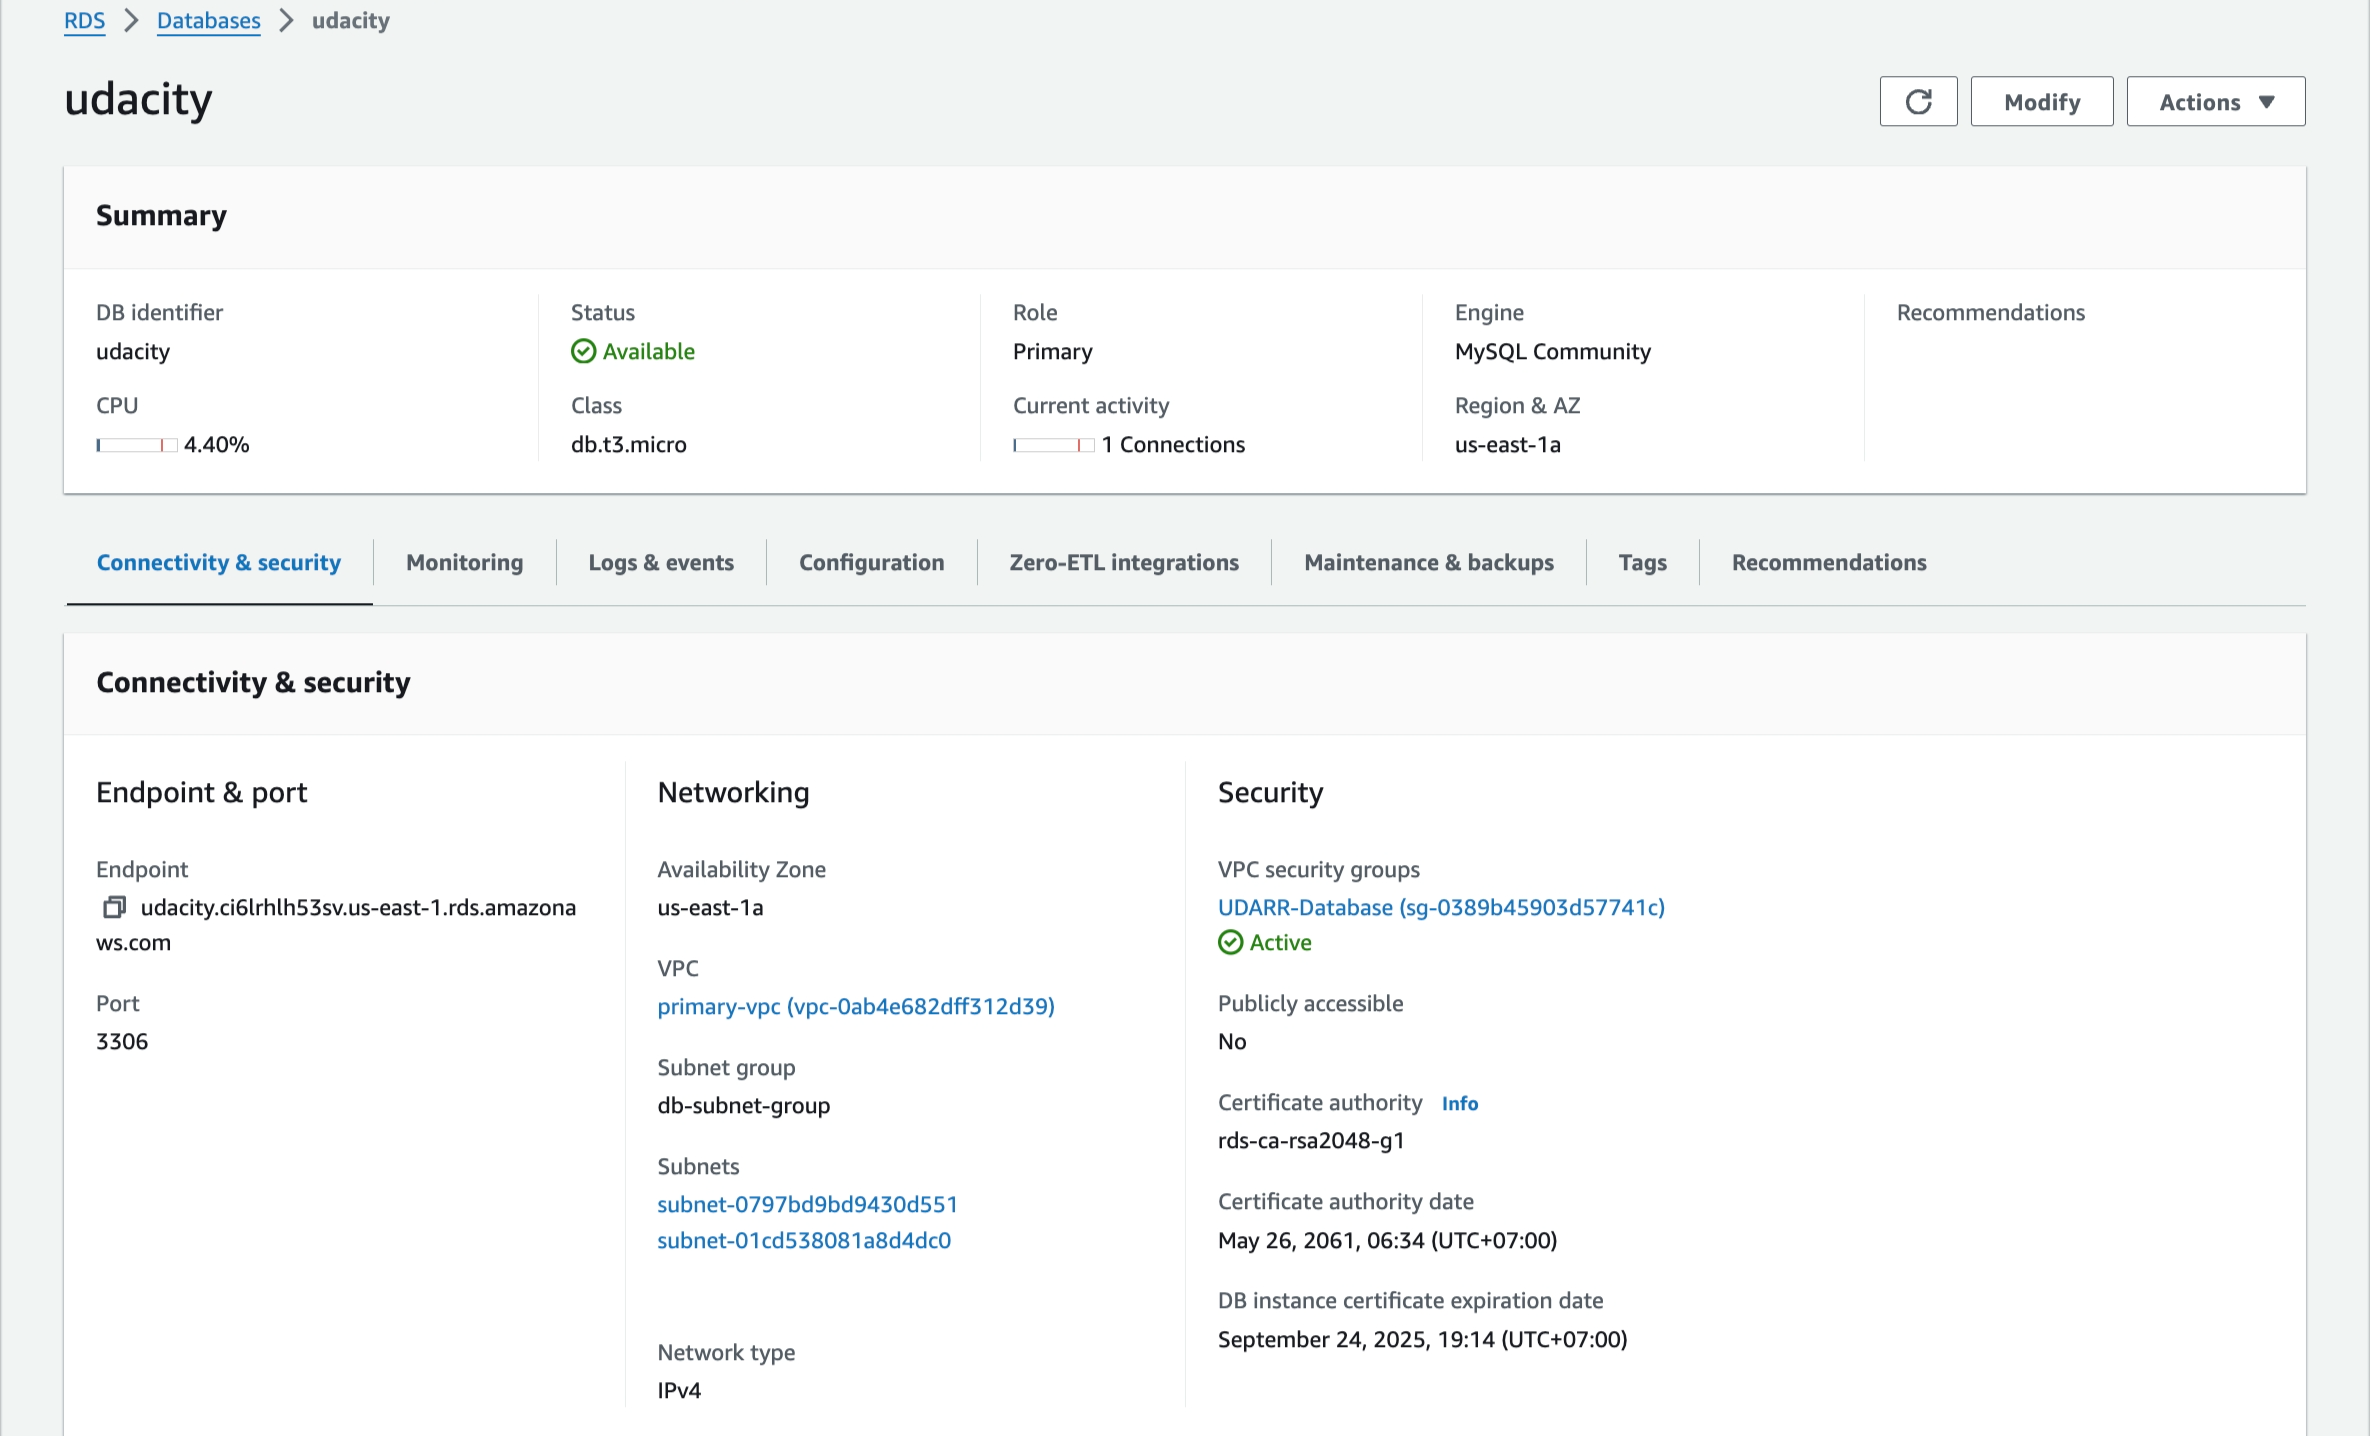 RDS > Databases > udacity
udacity
Modify
Actions
Summary
DB identifier
udacity
Status
Available
Role
Primary
Engine
MySQL Community
Recommendations
CPU
4.40%
Class
db.t3.micro
Current activity
1 Connections
Region & AZ
us-east-1a
Connectivity & security
Monitoring
Logs & events
Configuration
Zero-ETL integrations
Maintenance & backups
Tags
Recommendations
Connectivity & security
Endpoint & port
Endpoint
udacity.ci6lrhlh53sv.us-east-1.rds.amazona
ws.com
Port
3306
Networking
Availability Zone
us-east-1a
VPC
primary-vpc (vpc-0ab4e682dff312d39)
Subnet group
db-subnet-group
Subnets
subnet-0797bd9bd9430d551
subnet-01cd538081a8d4dc0
Network type
IPv4
Security
VPC security groups
UDARR-Database (sg-0389b45903d57741c)
Active
Publicly accessible
No
Certificate authority Info
rds-ca-rsa2048-g1
Certificate authority date
May 26, 2061, 06:34 (UTC+07:00)
DB instance certificate expiration date
September 24, 2025, 19:14 (UTC+07:00)